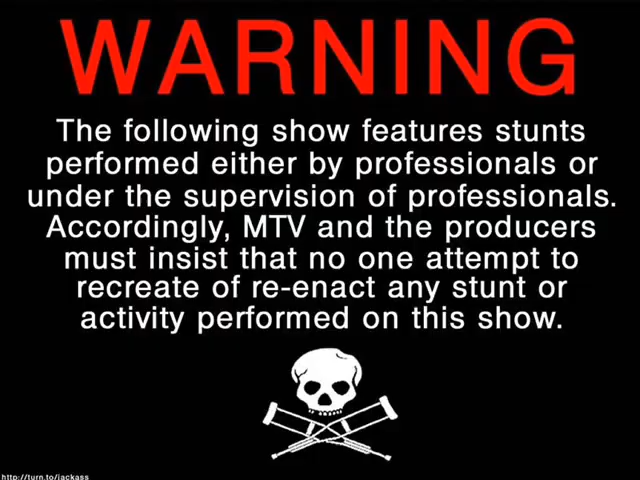 WARNING
The following show features stunts
performed either by professionals or
under the supervision of professionals.
Accordingly, MTV and the producers
must insist that no one attempt to
recreate of re-enact any stunt or
activity performed on this show.
http://turn.to/jackass